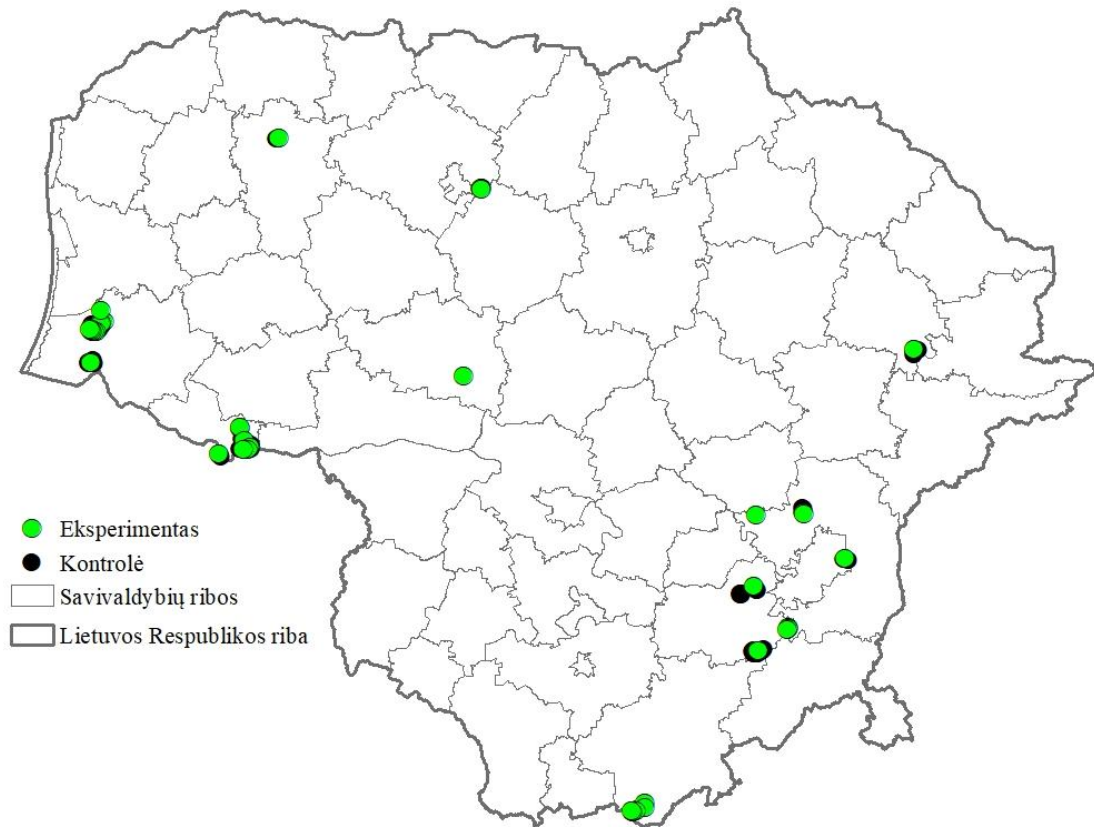 Eksperimentas
Kontrolė
Savivaldybių ribos
Lietuvos Respublikos riba